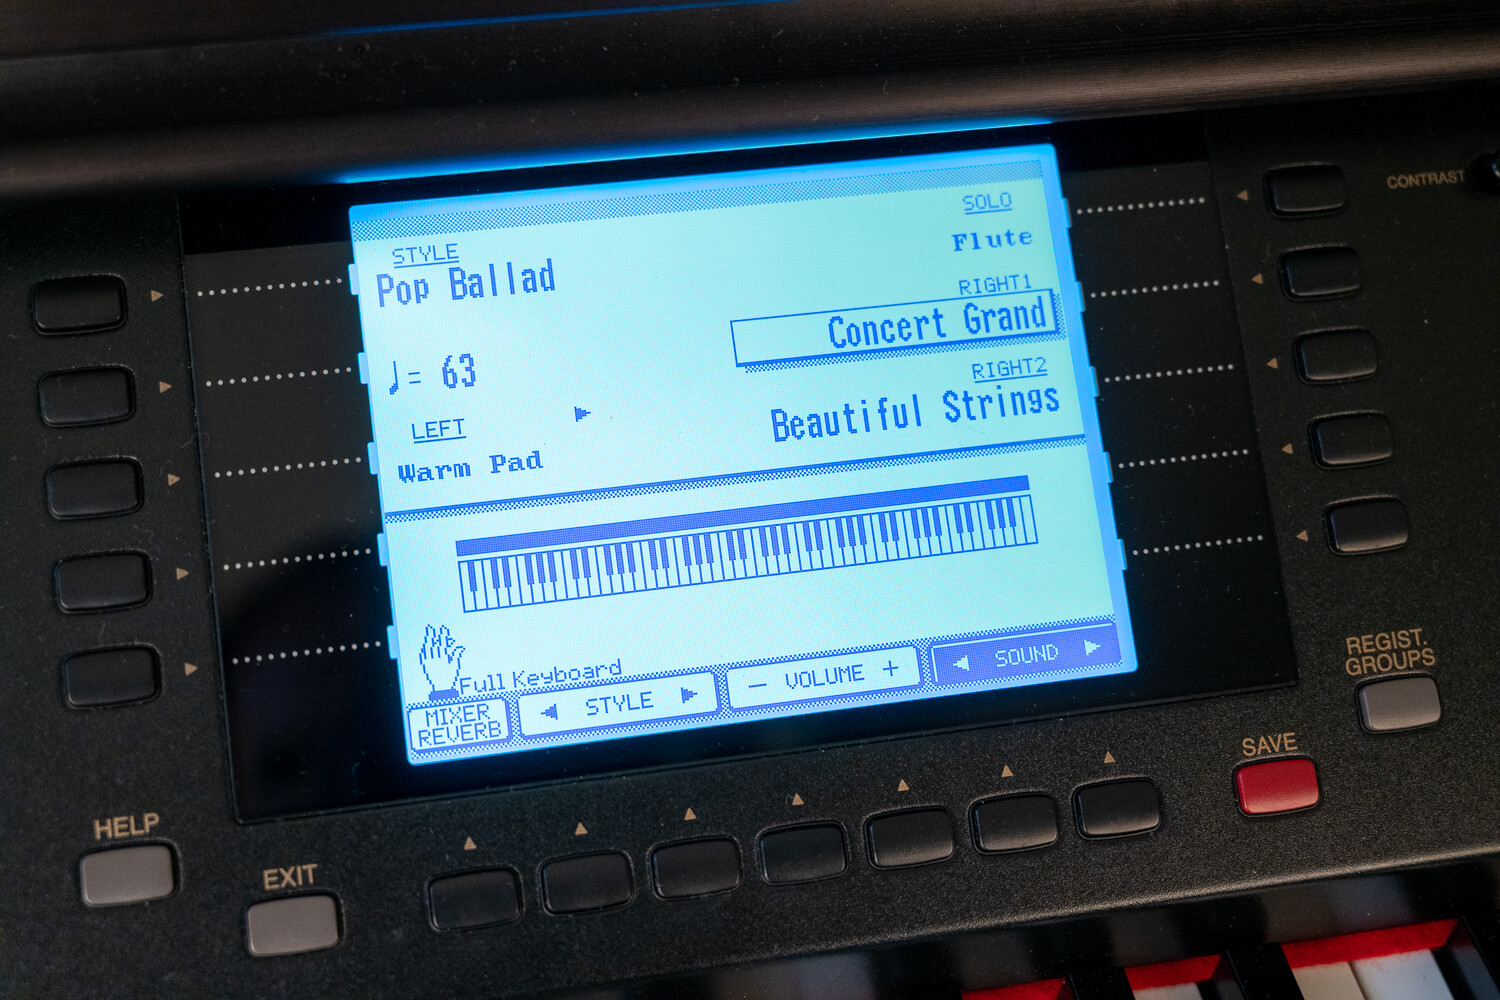 STYLE
Pop Ballad
♩= 63
LEFT
Warm Pad
SOLO
Flute
RIGHT1
Concert Grand
RIGHT2
Beautiful Strings
Full Keyboard
MIXER
REVERB
STYLE
– VOLUME +
SOUND
CONTRAST
REGIST.
GROUPS
SAVE
HELP
EXIT